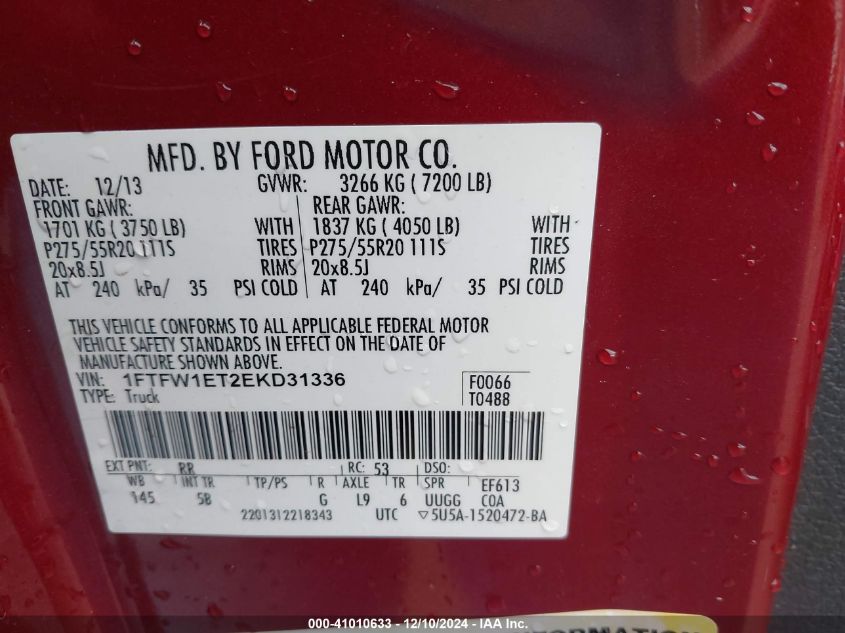 MFD. BY FORD MOTOR CO.
DATE: 12/13 GVWR: 3266 KG ( 7200 LB)
FRONT GAWR: REAR GAWR:
1701 KG ( 3750 LB) WITH 1837 KG ( 4050 LB) WITH
P275/55R20 111S TIRES P275/55R20 111S TIRES
20x8.5J RIMS 20x8.5J RIMS
AT 240 kPa/ 35 PSI COLD AT 240 kPa/ 35 PSI COLD
THIS VEHICLE CONFORMS TO ALL APPLICABLE FEDERAL MOTOR
VEHICLE SAFETY STANDARDS IN EFFECT ON THE DATE OF
MANUFACTURE SHOWN ABOVE.
VIN: 1FTFW1ET2EKD31336 F0066
TYPE: Truck T0488
EXT PNT: RR RC: 53 DSO:
WB INT TR TP/PS R AXLE TR SPR EF613
145 5B G L9 6 UUGG COA
2201312218343 UTC ▽5U5A-1520472-BA
INFORMATION
000-41010633 - 12/10/2024 - IAA Inc.